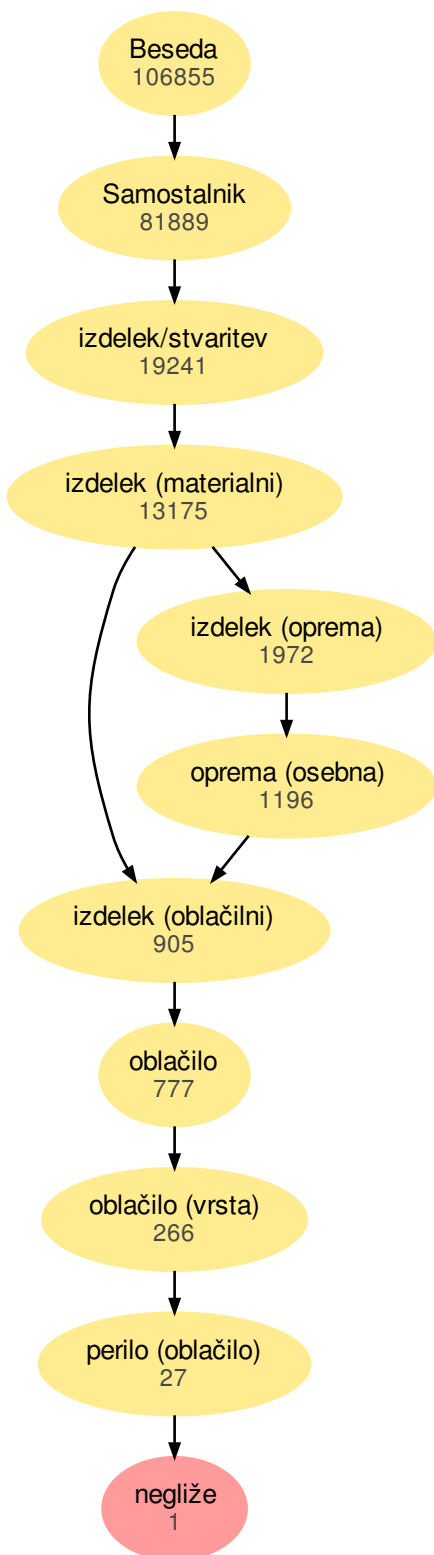 Beseda
106855
Samostalnik
81889
izdelek/stvaritev
19241
izdelek (materialni)
13175
izdelek (oprema)
1972
oprema (osebna)
1196
izdelek (oblačilni)
905
oblačilo
777
oblačilo (vrsta)
266
perilo (oblačilo)
27
negliže
1